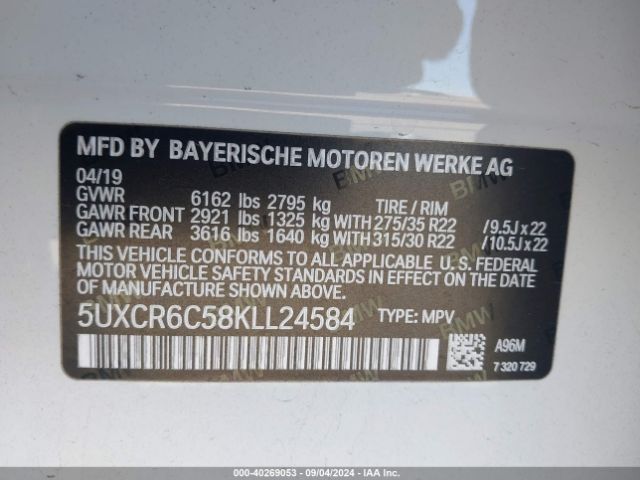 MFD BY BAYERISCHE MOTOREN WERKE AG
04/19
GVWR 6162 lbs 2795 kg TIRE / RIM
GAWR FRONT 2921 lbs 1325 kg WITH 275/35 R22 /9.5J x 22
GAWR REAR 3616 lbs 1640 kg WITH 315/30 R22 /10.5J x 22
THIS VEHICLE CONFORMS TO ALL APPLICABLE U.S. FEDERAL
MOTOR VEHICLE SAFETY STANDARDS IN EFFECT ON THE DATE
OF MANUFACTURE SHOWN ABOVE.
5UXCR6C58KLL24584 TYPE: MPV
A96M
7 320 729
000-40269053 - 09/04/2024 - IAA, Inc.